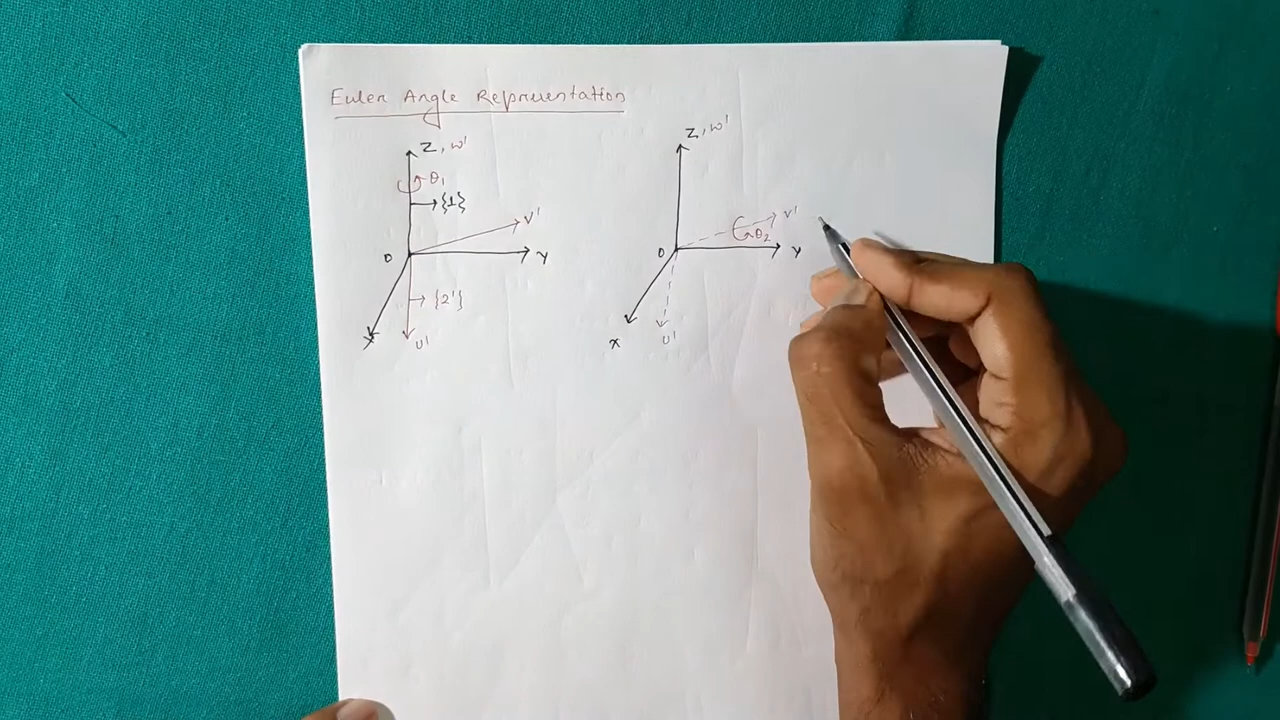 Euler Angle Representation
Z, w'
θ1
{1}
V'
O
Y
{2'}
X
U'
Z, w'
V'
θ2
O
Y
X
U'